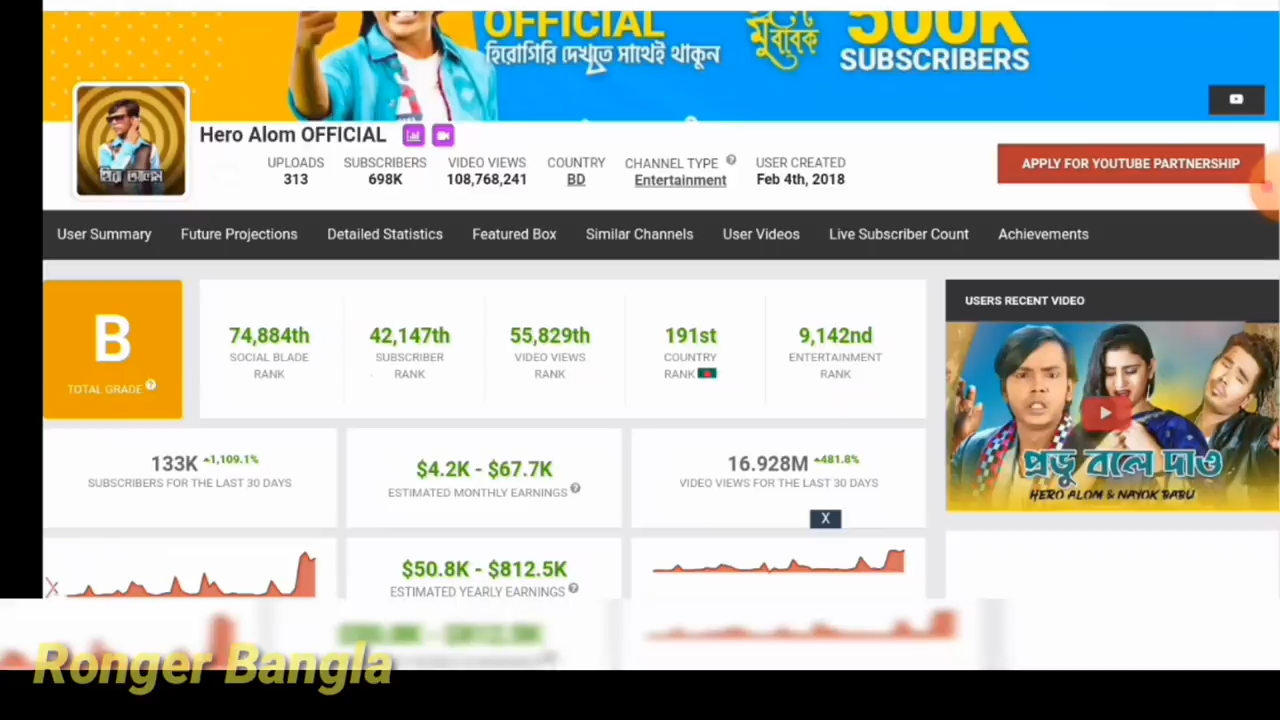 OFFICIAL
হিরোগিরি দেখতে সাথেই থাকুন
মুবারক
500K
SUBSCRIBERS
Hero Alom OFFICIAL
UPLOADS SUBSCRIBERS VIDEO VIEWS COUNTRY CHANNEL TYPE USER CREATED
313 698K 108,768,241 BD Entertainment Feb 4th, 2018
APPLY FOR YOUTUBE PARTNERSHIP
হিরো আলম
User Summary Future Projections Detailed Statistics Featured Box Similar Channels User Videos Live Subscriber Count Achievements
B
TOTAL GRADE
74,884th
SOCIAL BLADE
RANK
42,147th
SUBSCRIBER
RANK
55,829th
VIDEO VIEWS
RANK
191st
COUNTRY
RANK
9,142nd
ENTERTAINMENT
RANK
USERS RECENT VIDEO
প্রভু বলে দাও
HERO ALOM & NAYOK BABU
133K 1,109.1%
SUBSCRIBERS FOR THE LAST 30 DAYS
$4.2K - $67.7K
ESTIMATED MONTHLY EARNINGS
16.928M 481.8%
VIDEO VIEWS FOR THE LAST 30 DAYS
X
$50.8K - $812.5K
ESTIMATED YEARLY EARNINGS
Ronger Bangla